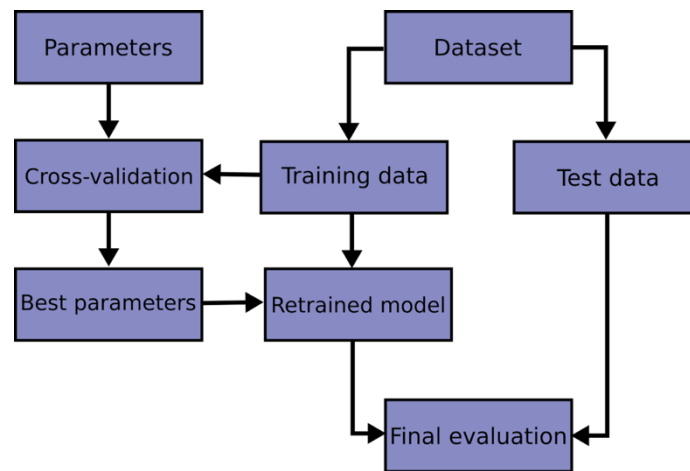 Parameters
Dataset
Cross-validation
Training data
Test data
Best parameters
Retrained model
Final evaluation